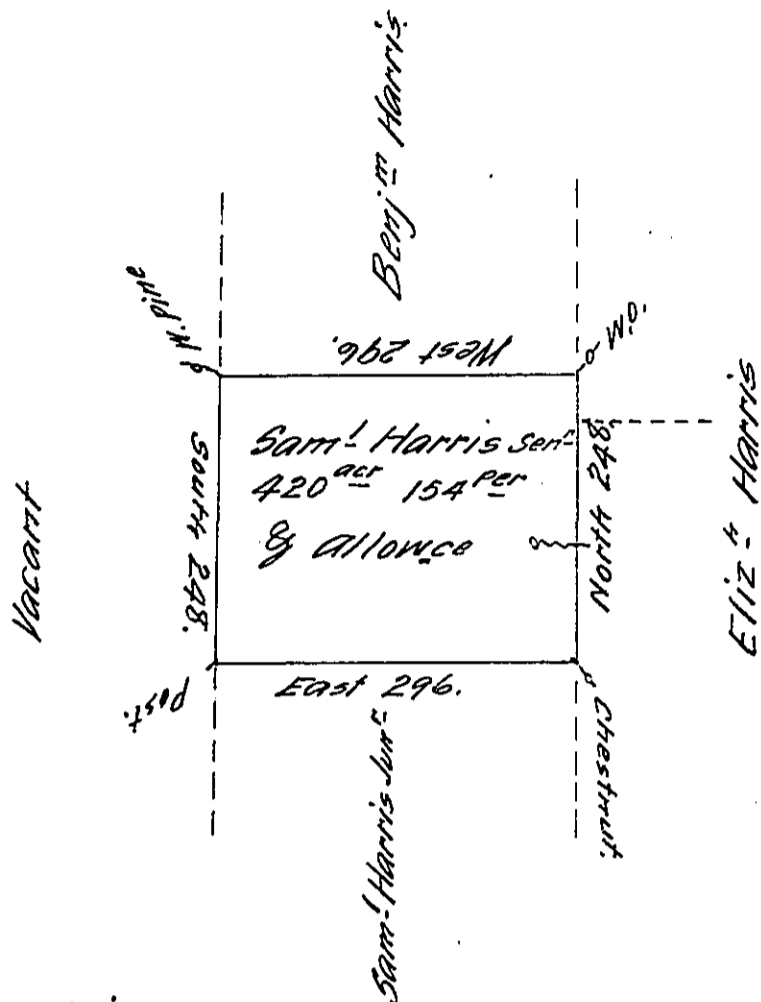 Benj.m Harris
W. pine
W.O.
West 296.
Vacant
South 248.
Sam.l Harris Sen.r
420 acr 154 Per
& Allow.ce
North 248.
Eliz.h Harris
Post.
East 296.
Chestnut.
Sam.l Harris Jun.r